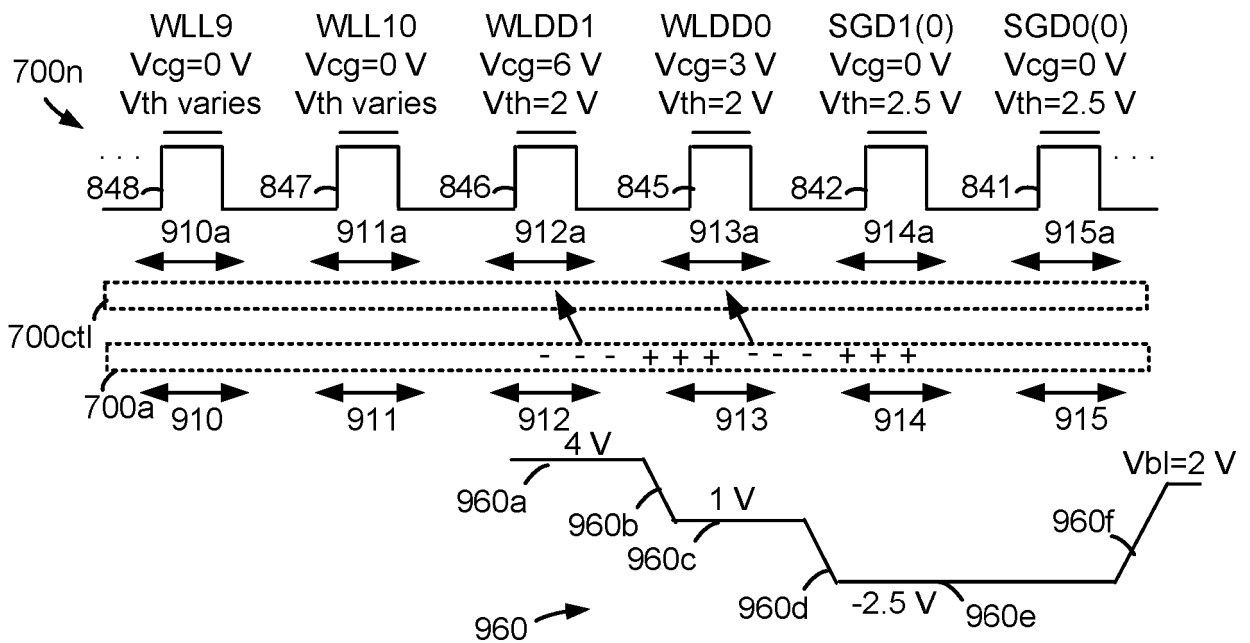 WLL9 WLL10 WLDD1 WLDD0 SGD1(0) SGD0(0)
700n Vcg=0 V Vcg=0 V Vcg=6 V Vcg=3 V Vcg=0 V Vcg=0 V
Vth varies Vth varies Vth=2 V Vth=2 V Vth=2.5 V Vth=2.5 V
. . . . . .
848 847 846 845 842 841
910a 911a 912a 913a 914a 915a
700ctl
- - - + + + - - - + + +
700a 910 911 912 913 914 915
4 V Vbl=2 V
960a 960b 1 V 960f
960c
960 960d -2.5 V 960e